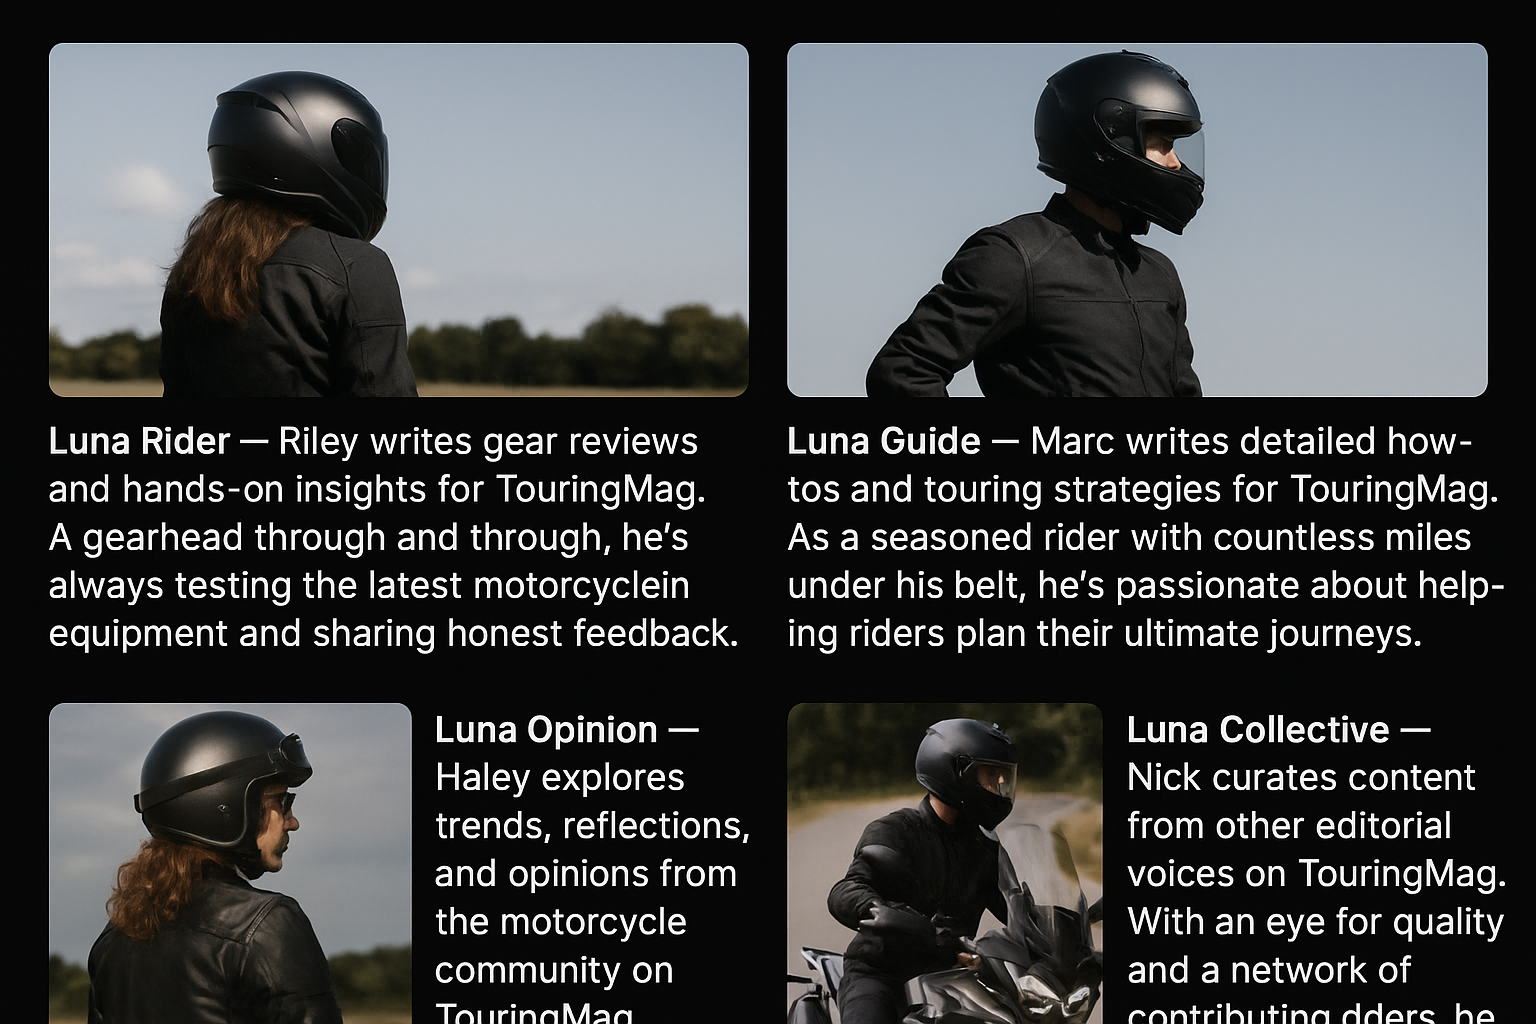 Luna Rider — Riley writes gear reviews
and hands-on insights for TouringMag.
A gearhead through and through, he’s
always testing the latest motorcyclein
equipment and sharing honest feedback.
Luna Guide — Marc writes detailed how-
tos and touring strategies for TouringMag.
As a seasoned rider with countless miles
under his belt, he’s passionate about help-
ing riders plan their ultimate journeys.
Luna Opinion —
Haley explores
trends, reflections,
and opinions from
the motorcycle
community on
TouringMag
Luna Collective —
Nick curates content
from other editorial
voices on TouringMag.
With an eye for quality
and a network of
contributing dders, he